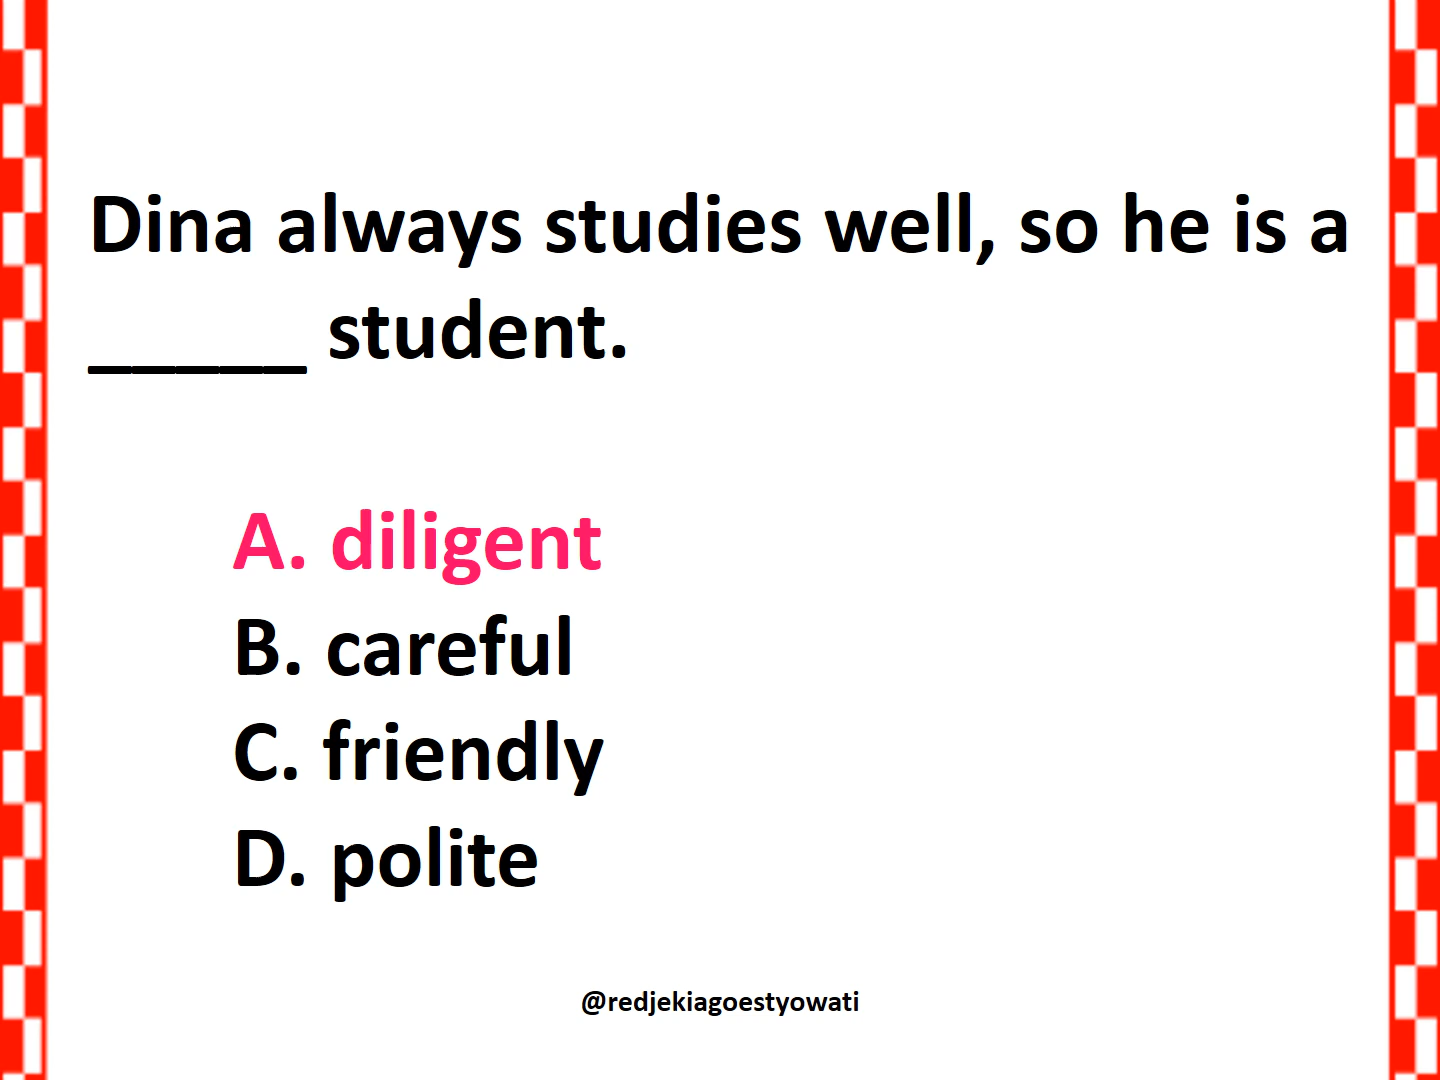 Dina always studies well, so he is a
_____ student.
A. diligent
B. careful
C. friendly
D. polite
@redjekiagoestyowati